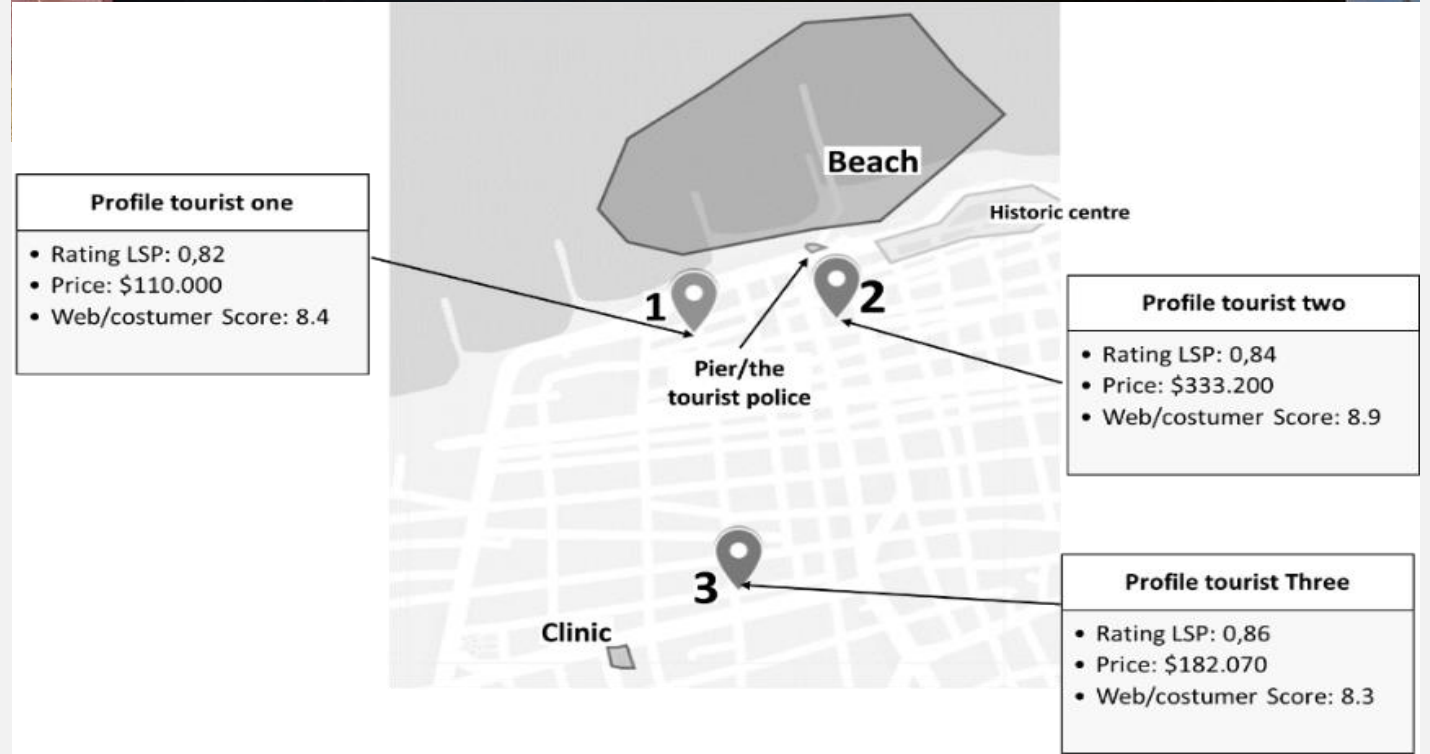 Beach
Historic centre
Profile tourist one
• Rating LSP: 0,82
• Price: $110.000
• Web/costumer Score: 8.4
1
2
Pier/the
tourist police
Profile tourist two
• Rating LSP: 0,84
• Price: $333.200
• Web/costumer Score: 8.9
3
Clinic
Profile tourist Three
• Rating LSP: 0,86
• Price: $182.070
• Web/costumer Score: 8.3